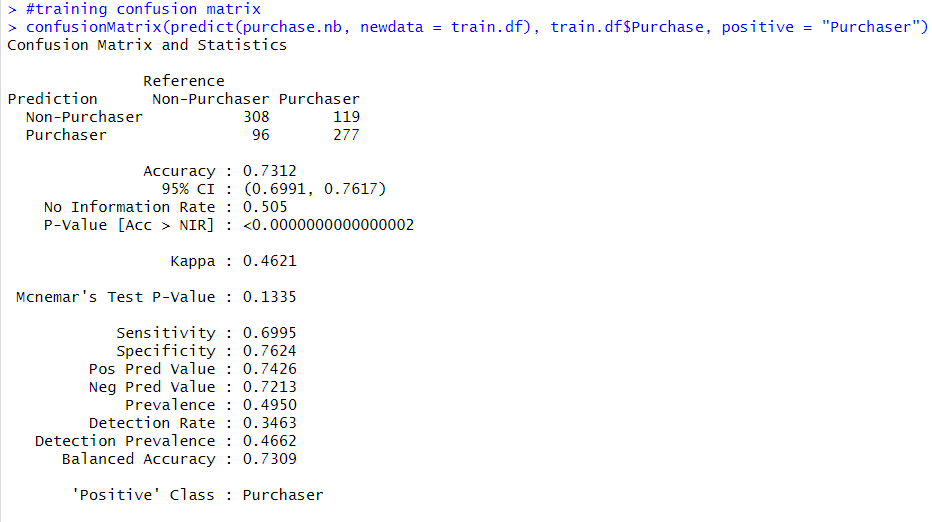 > #training confusion matrix
> confusionMatrix(predict(purchase.nb, newdata = train.df), train.df$Purchase, positive = "Purchaser")
Confusion Matrix and Statistics
Reference
Prediction Non-Purchaser Purchaser
Non-Purchaser 308 119
Purchaser 96 277
Accuracy : 0.7312
95% CI : (0.6991, 0.7617)
No Information Rate : 0.505
P-Value [Acc > NIR] : <0.0000000000000002
Kappa : 0.4621
Mcnemar's Test P-Value : 0.1335
Sensitivity : 0.6995
Specificity : 0.7624
Pos Pred Value : 0.7426
Neg Pred Value : 0.7213
Prevalence : 0.4950
Detection Rate : 0.3463
Detection Prevalence : 0.4662
Balanced Accuracy : 0.7309
'Positive' Class : Purchaser